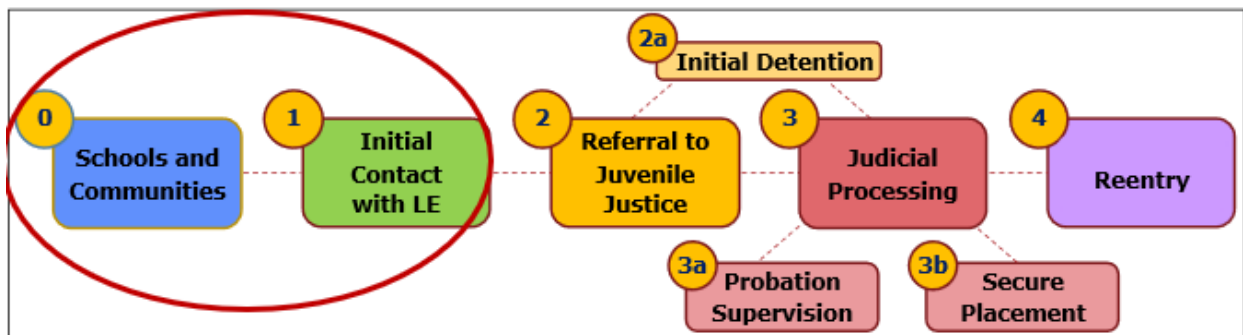 0
Schools and
Communities
1
Initial
Contact
with LE
2
Referral to
Juvenile
Justice
2a
Initial Detention
3
Judicial
Processing
3a
Probation
Supervision
3b
Secure
Placement
4
Reentry